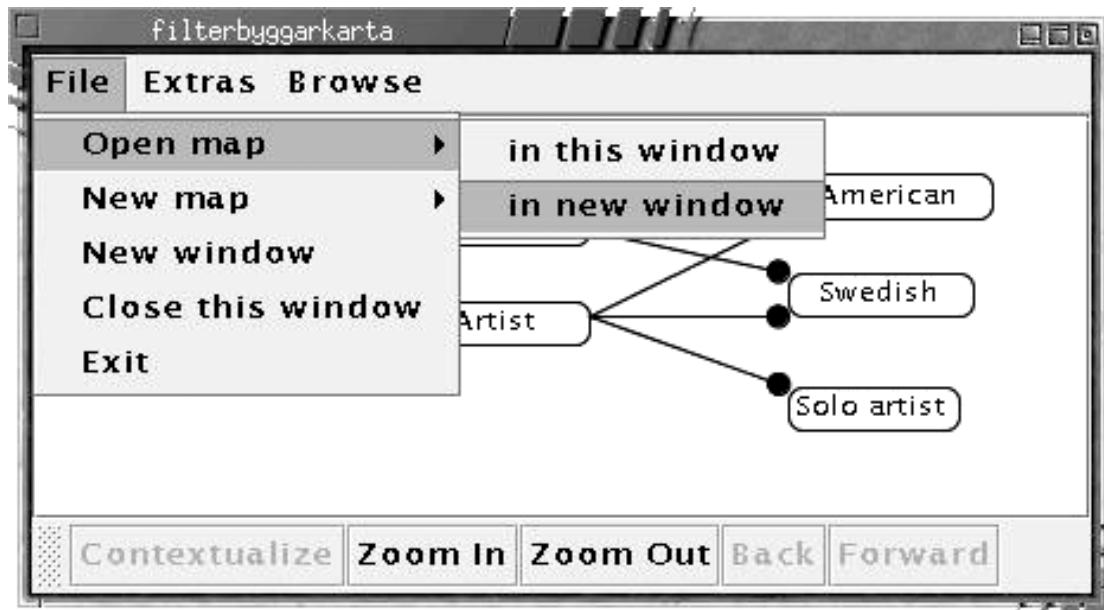 filterbyggarkarta
File Extras Browse
Open map
in this window
New map
in new window
American
New window
Swedish
Close this window
Artist
Exit
Solo artist
Contextualize Zoom In Zoom Out Back Forward